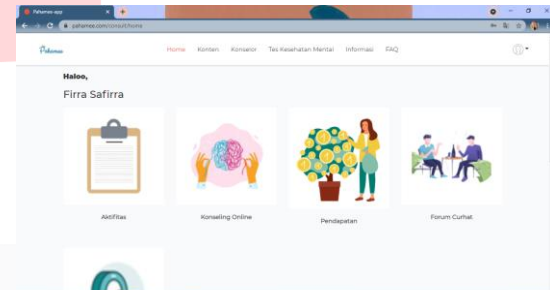 Pahamee-app
pahamee.com/consult/home
Pahamee
Home Konten Konselor Tes Kesehatan Mental Informasi FAQ
Haloo,
Firra Safirra
Aktifitas
Konseling Online
Pendapatan
Forum Curhat